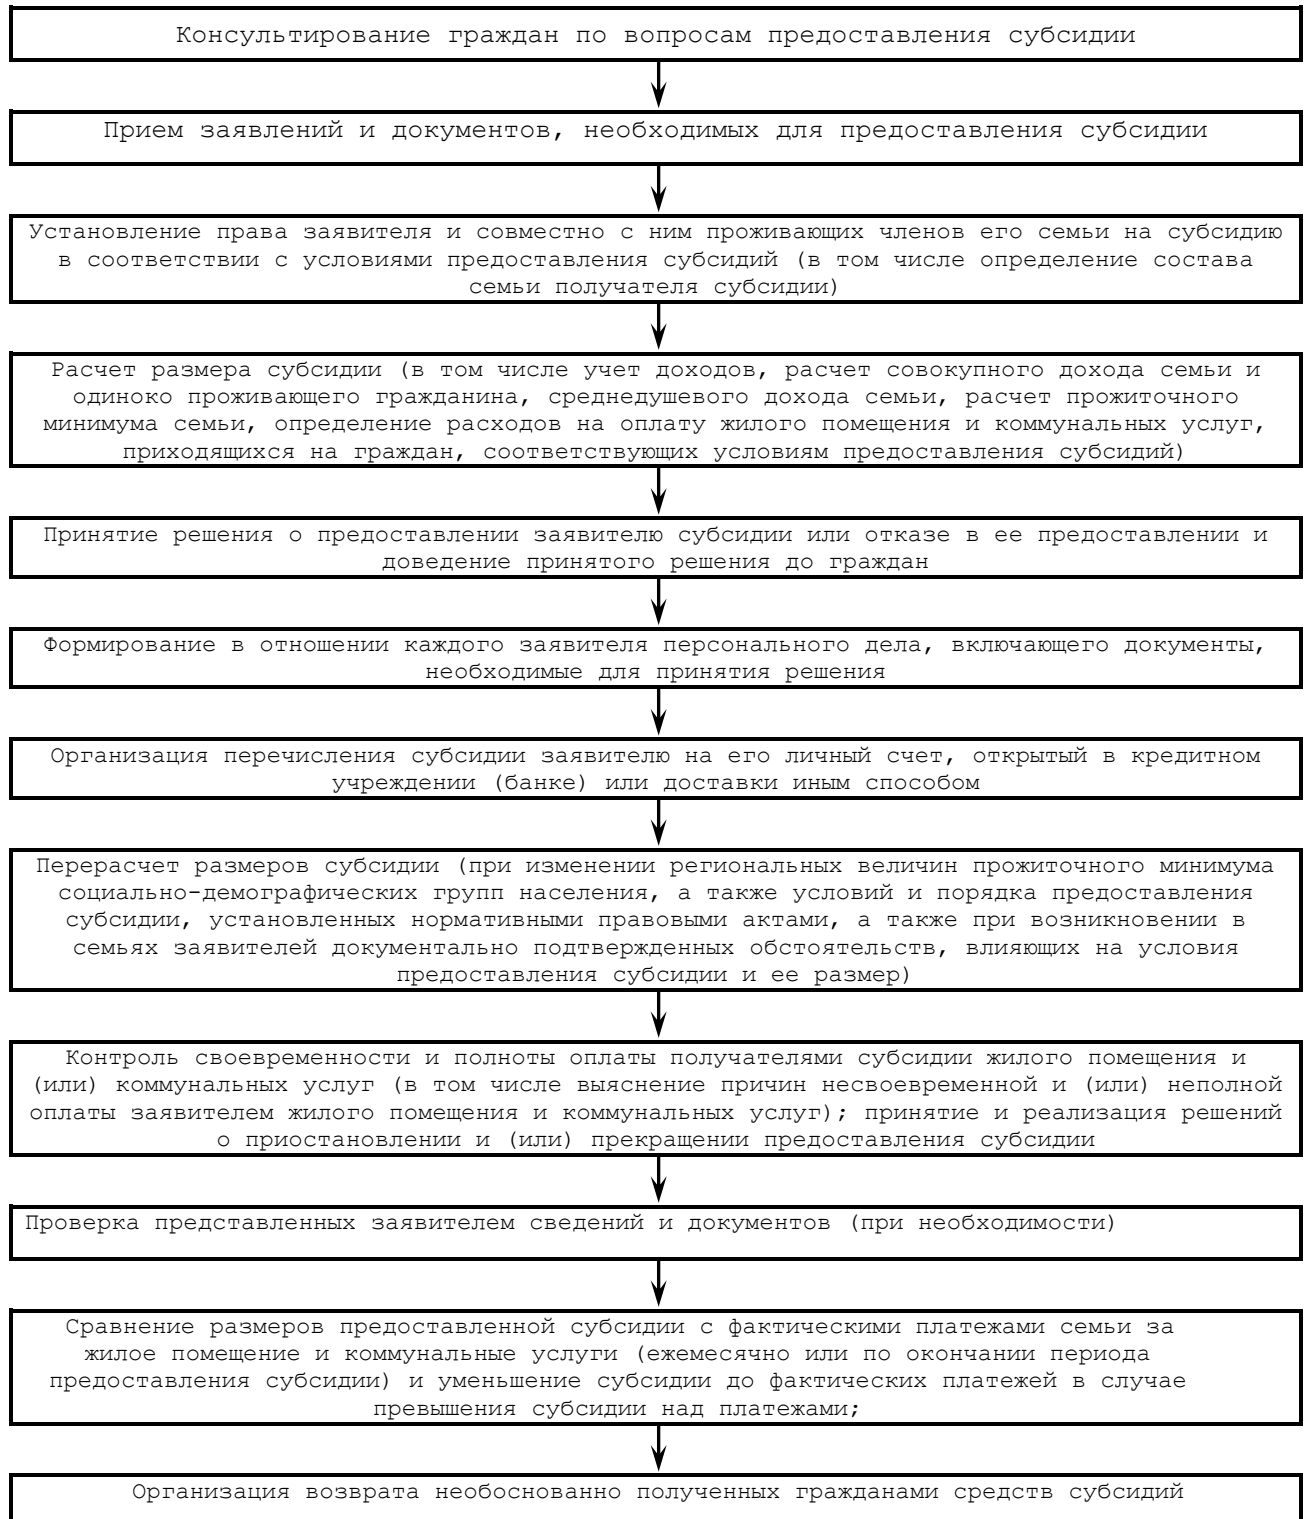 Консультирование граждан по вопросам предоставления субсидии
Прием заявлений и документов, необходимых для предоставления субсидии
Установление права заявителя и совместно с ним проживающих членов его семьи на субсидию
в соответствии с условиями предоставления субсидий (в том числе определение состава
семьи получателя субсидии)
Расчет размера субсидии (в том числе учет доходов, расчет совокупного дохода семьи и
одиноко проживающего гражданина, среднедушевого дохода семьи, расчет прожиточного
минимума семьи, определение расходов на оплату жилого помещения и коммунальных услуг,
приходящихся на граждан, соответствующих условиям предоставления субсидий)
Принятие решения о предоставлении заявителю субсидии или отказе в ее предоставлении и
доведение принятого решения до граждан
Формирование в отношении каждого заявителя персонального дела, включающего документы,
необходимые для принятия решения
Организация перечисления субсидии заявителю на его личный счет, открытый в кредитном
учреждении (банке) или доставки иным способом
Перерасчет размеров субсидии (при изменении региональных величин прожиточного минимума
социально-демографических групп населения, а также условий и порядка предоставления
субсидии, установленных нормативными правовыми актами, а также при возникновении в
семьях заявителей документально подтвержденных обстоятельств, влияющих на условия
предоставления субсидии и ее размер)
Контроль своевременности и полноты оплаты получателями субсидии жилого помещения и
(или) коммунальных услуг (в том числе выяснение причин несвоевременной и (или) неполной
оплаты заявителем жилого помещения и коммунальных услуг); принятие и реализация решений
о приостановлении и (или) прекращении предоставления субсидии
Проверка представленных заявителем сведений и документов (при необходимости)
Сравнение размеров предоставленной субсидии с фактическими платежами семьи за
жилое помещение и коммунальные услуги (ежемесячно или по окончании периода
предоставления субсидии) и уменьшение субсидии до фактических платежей в случае
превышения субсидии над платежами;
Организация возврата необоснованно полученных гражданами средств субсидий